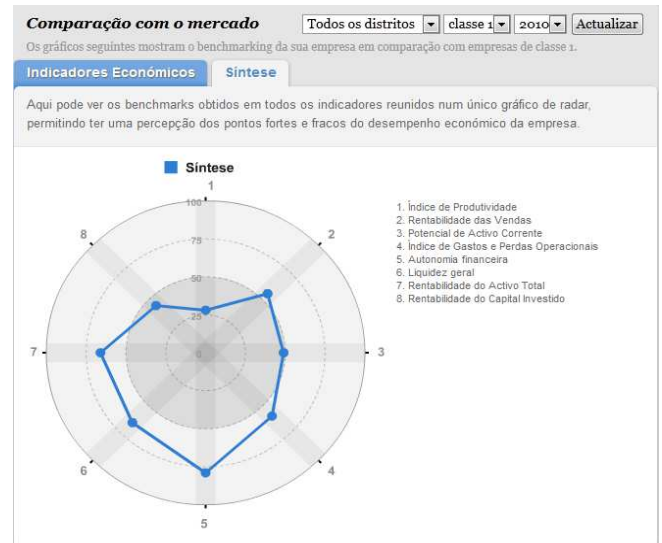 Comparação com o mercado
Todos os distritos classe 1 2010 Actualizar
Os gráficos seguintes mostram o benchmarking da sua empresa em comparação com empresas de classe 1.
Indicadores Económicos Síntese
Aqui pode ver os benchmarks obtidos em todos os indicadores reunidos num único gráfico de radar,
permitindo ter uma percepção dos pontos fortes e fracos do desempenho económico da empresa.
Síntese
1
2
3
4
5
6
7
8
100
75
50
25
0
1. Índice de Produtividade
2. Rentabilidade das Vendas
3. Potencial de Activo Corrente
4. Índice de Gastos e Perdas Operacionais
5. Autonomia financeira
6. Liquidez geral
7. Rentabilidade do Activo Total
8. Rentabilidade do Capital Investido